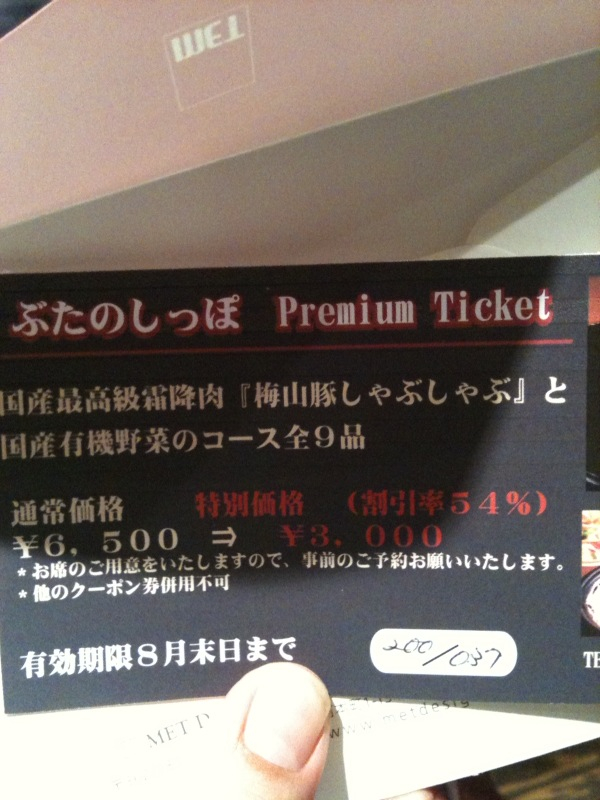 MET
ぶたのしっぽ Premium Ticket
国産最高級霜降肉『梅山豚しゃぶしゃぶ』と
国産有機野菜のコース全9品
通常価格 特別価格 (割引率54%)
¥6,500 ⇒ ¥3,000
*お席のご用意をいたしますので、事前のご予約お願いいたします。
*他のクーポン券併用不可
有効期限8月末日まで 200/037
TE
MET D
www.metdesig